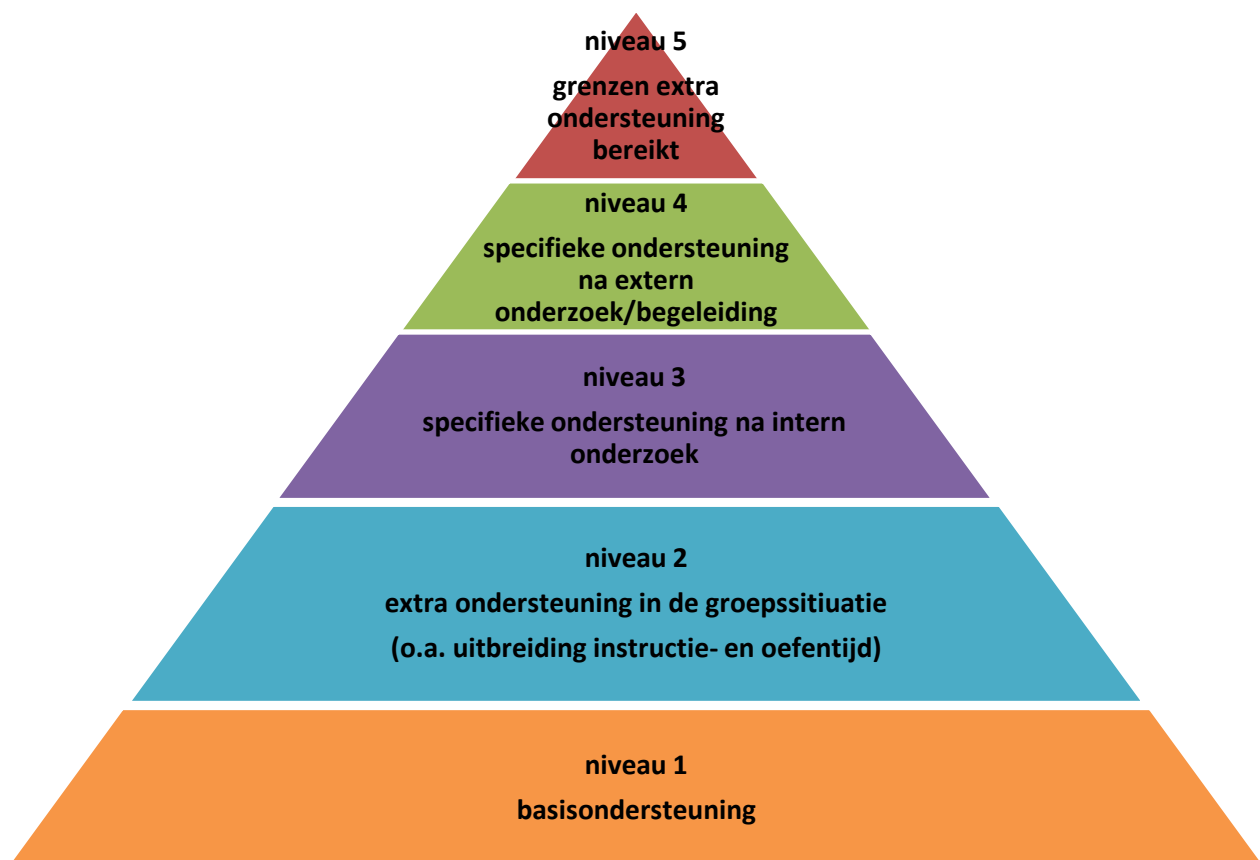 niveau 5
grenzen extra
ondersteuning
bereikt
niveau 4
specifieke ondersteuning
na extern
onderzoek/begeleiding
niveau 3
specifieke ondersteuning na intern
onderzoek
niveau 2
extra ondersteuning in de groepssitiuatie
(o.a. uitbreiding instructie- en oefentijd)
niveau 1
basisondersteuning